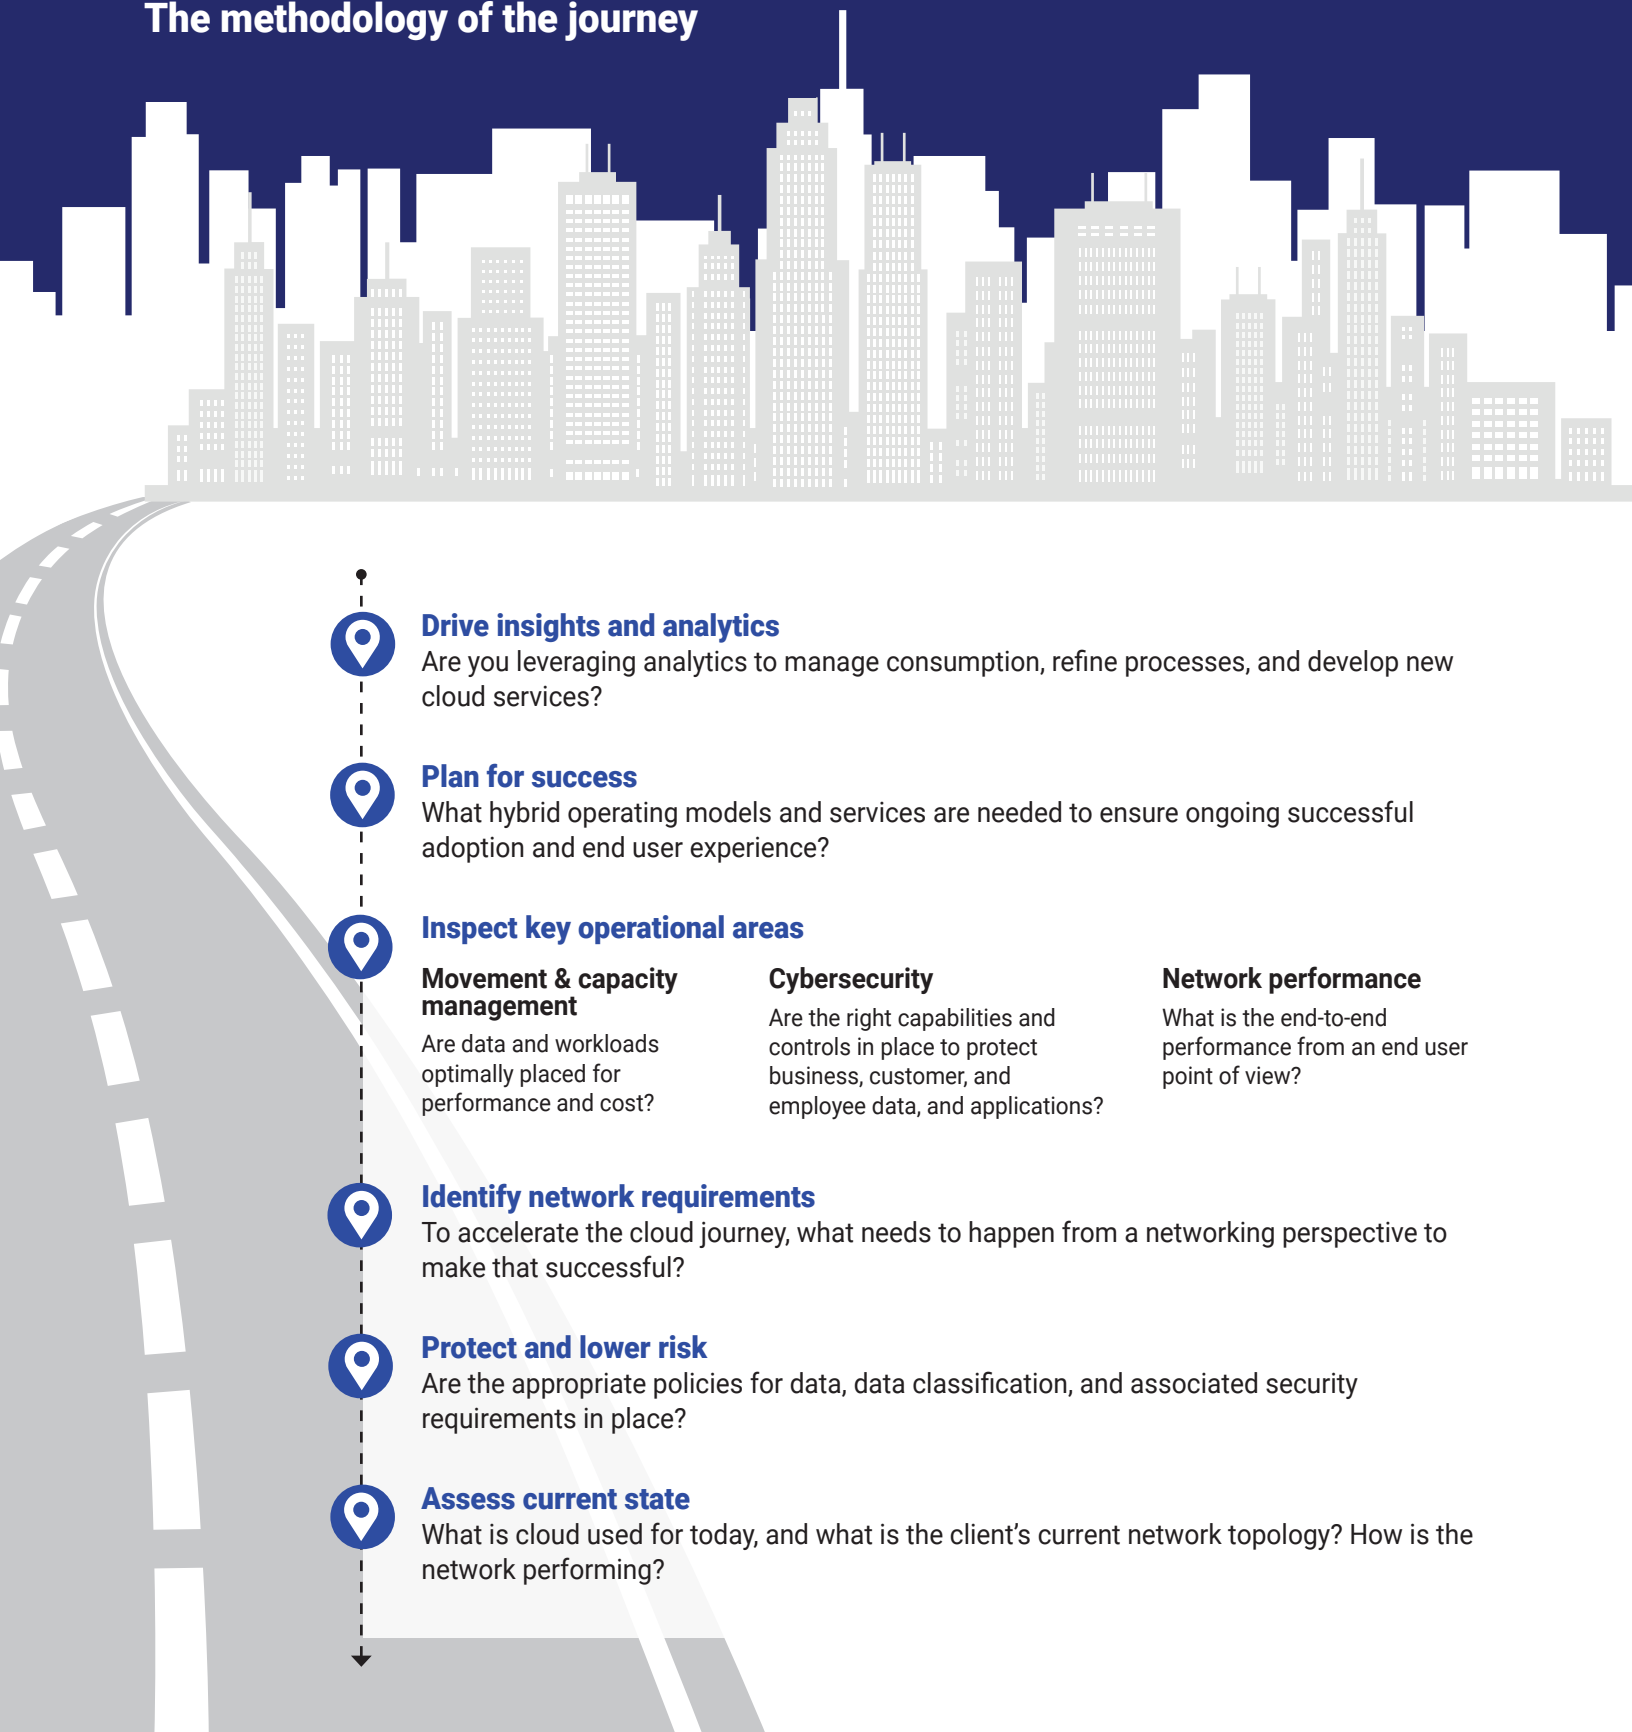 The methodology of the journey
Drive insights and analytics
Are you leveraging analytics to manage consumption, refine processes, and develop new
cloud services?
Plan for success
What hybrid operating models and services are needed to ensure ongoing successful
adoption and end user experience?
Inspect key operational areas
Movement & capacity
management
Are data and workloads
optimally placed for
performance and cost?
Cybersecurity
Are the right capabilities and
controls in place to protect
business, customer, and
employee data, and applications?
Network performance
What is the end-to-end
performance from an end user
point of view?
Identify network requirements
To accelerate the cloud journey, what needs to happen from a networking perspective to
make that successful?
Protect and lower risk
Are the appropriate policies for data, data classification, and associated security
requirements in place?
Assess current state
What is cloud used for today, and what is the client’s current network topology? How is the
network performing?